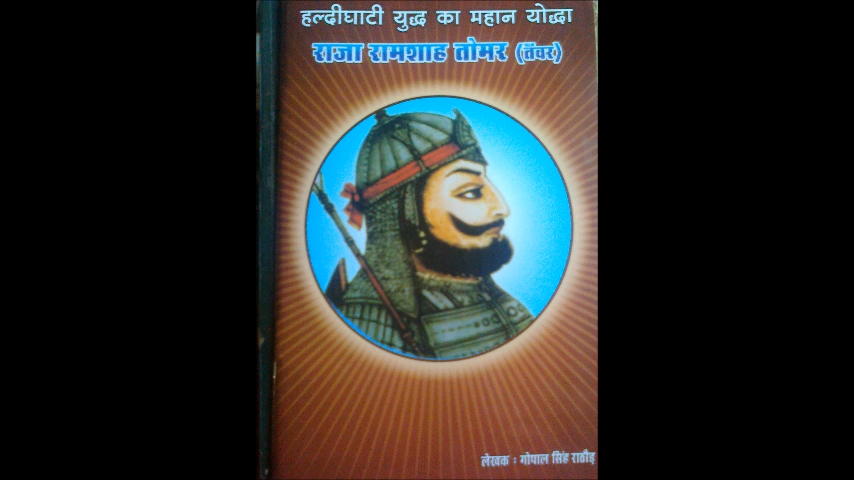 हल्दीघाटी युद्ध का महान योद्धा
राजा रामशाह तोमर (तँवर)
लेखक : गोपाल सिंह राठौड़